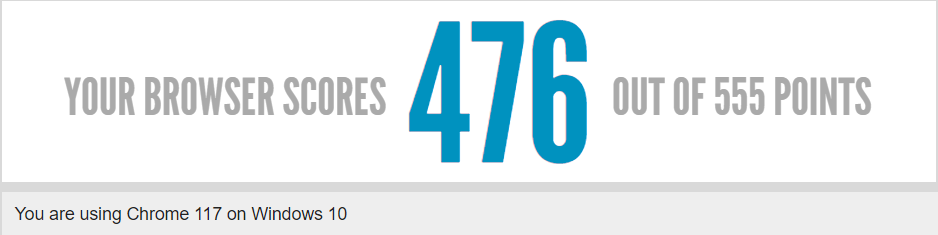 YOUR BROWSER SCORES 476 OUT OF 555 POINTS
You are using Chrome 117 on Windows 10